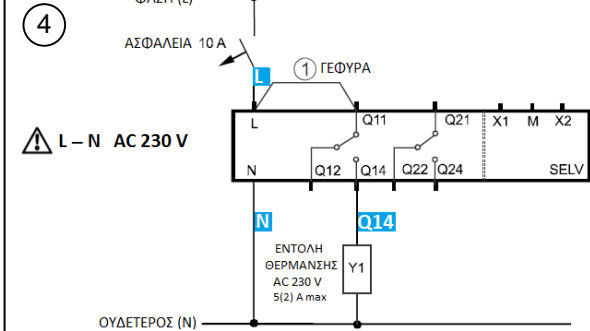 ΦΑΣΗ (L)
4
ΑΣΦΑΛΕΙΑ 10 A
L
1 ΓΕΦΥΡΑ
L Q11 Q21 X1 M X2
⚠ L – N AC 230 V
N Q12 Q14 Q22 Q24 SELV
N
Q14
ΕΝΤΟΛΗ
ΘΕΡΜΑΝΣΗΣ
AC 230 V
5(2) A max
Y1
ΟΥΔΕΤΕΡΟΣ (N)